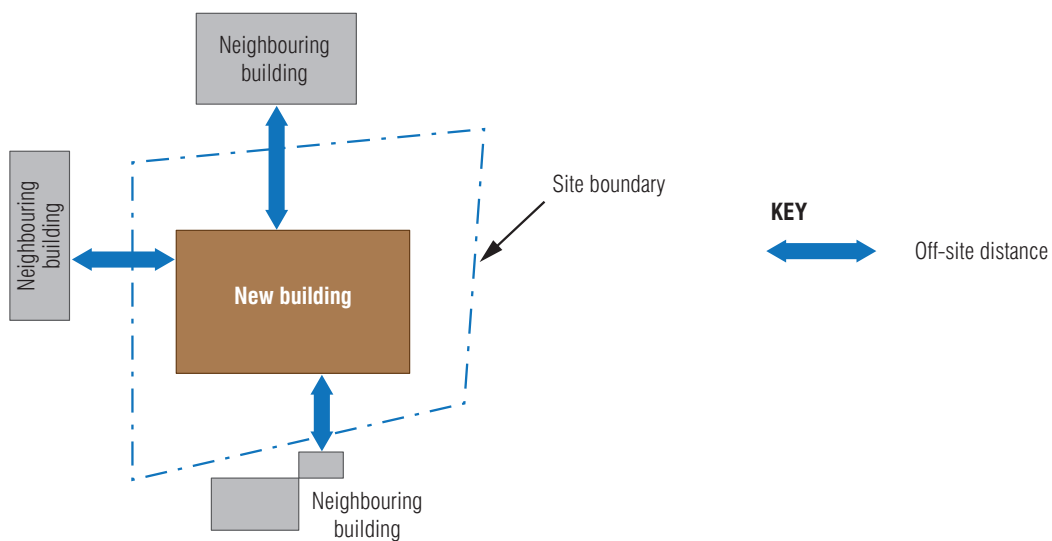 Neighbouring
building
Neighbouring
building
Site boundary
KEY
Off-site distance
New building
Neighbouring
building